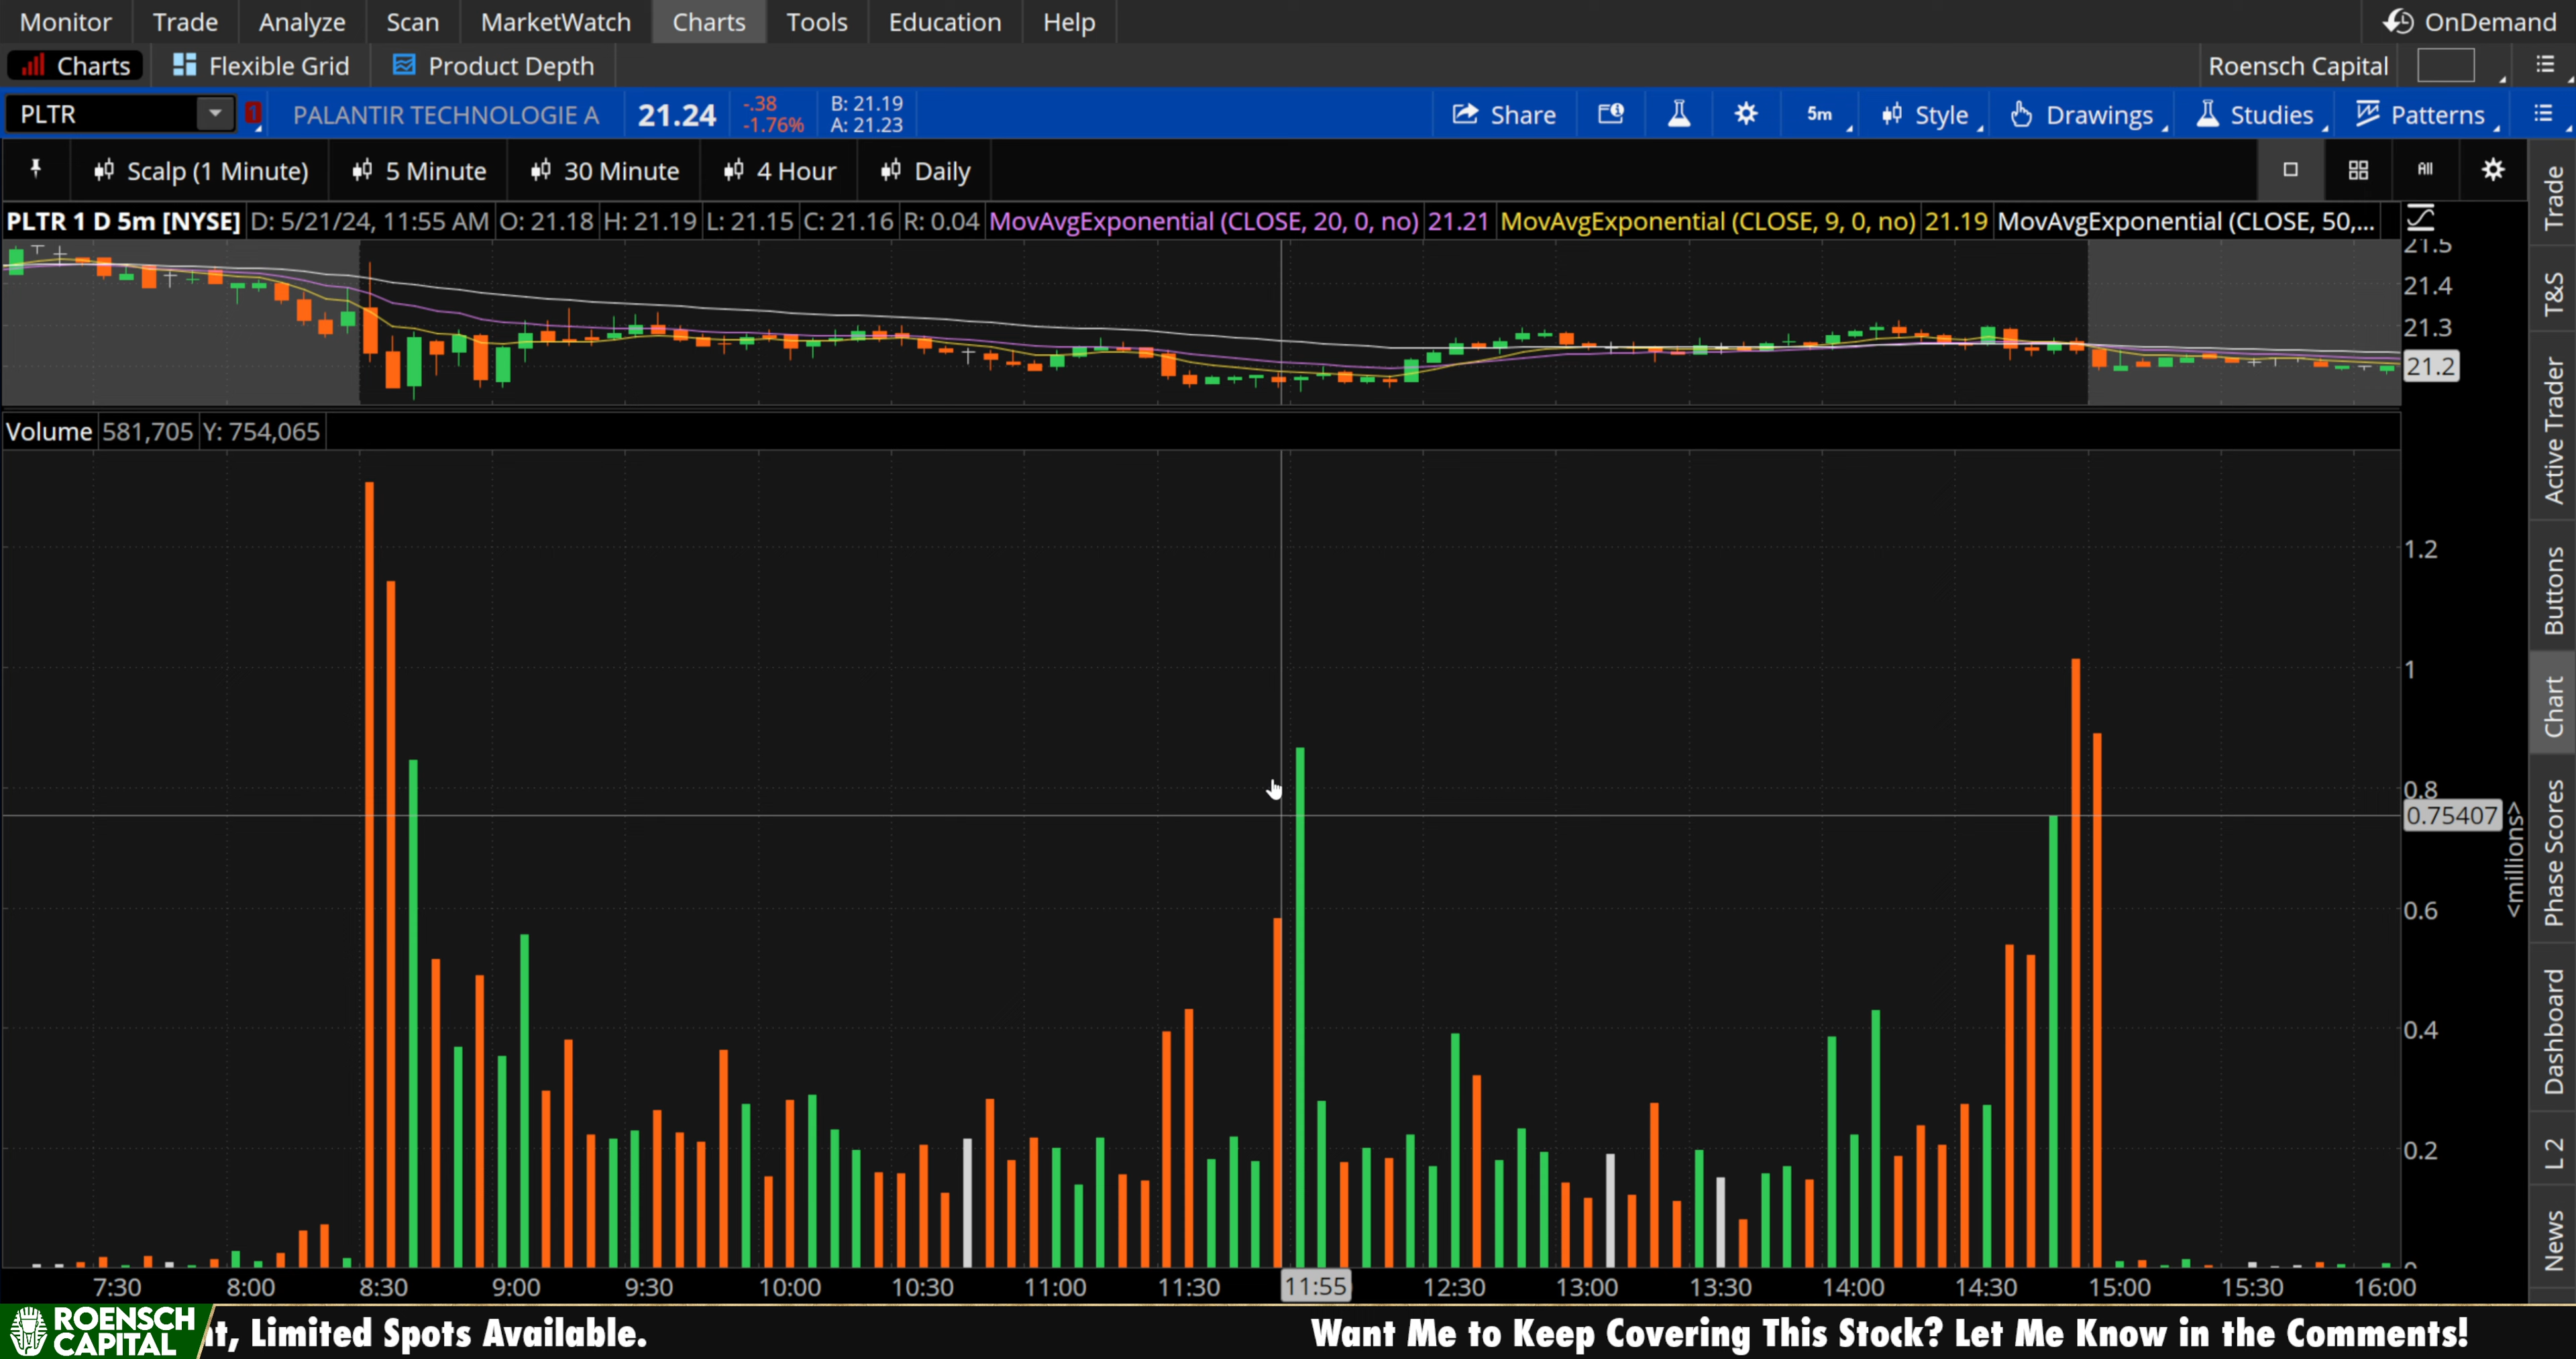 Monitor Trade Analyze Scan MarketWatch Charts Tools Education Help OnDemand
Charts Flexible Grid Product Depth Roensch Capital
PLTR 1 PALANTIR TECHNOLOGIE A 21.24 -.38 -1.76% B: 21.19 A: 21.23 Share 5m Style Drawings Studies Patterns
Scalp (1 Minute) 5 Minute 30 Minute 4 Hour Daily All
PLTR 1 D 5m [NYSE] D: 5/21/24, 11:55 AM O: 21.18 H: 21.19 L: 21.15 C: 21.16 R: 0.04 MovAvgExponential (CLOSE, 20, 0, no) 21.21 MovAvgExponential (CLOSE, 9, 0, no) 21.19 MovAvgExponential (CLOSE, 50,...
21.5
21.4
21.3
21.2
Volume 581,705 Y: 754,065
1.2
1
0.8
0.75407
0.6
0.4
0.2
0
<millions>
7:30 8:00 8:30 9:00 9:30 10:00 10:30 11:00 11:30 11:55 12:30 13:00 13:30 14:00 14:30 15:00 15:30 16:00
Trade
T&S
Active Trader
Buttons
Chart
Phase Scores
Dashboard
L 2
News
ROENSCH
CAPITAL
t, Limited Spots Available. Want Me to Keep Covering This Stock? Let Me Know in the Comments!